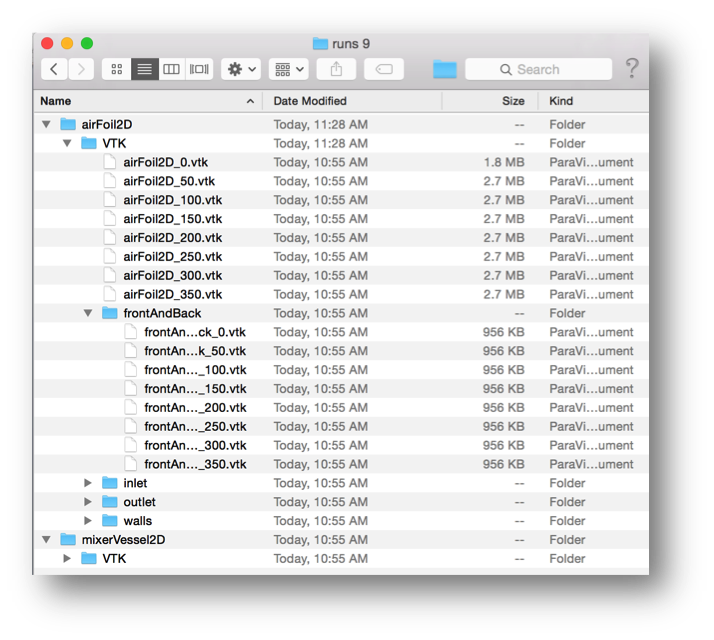 runs 9
Search ?
Name Date Modified Size Kind
airFoil2D Today, 11:28 AM -- Folder
VTK Today, 11:28 AM -- Folder
airFoil2D_0.vtk Today, 10:55 AM 1.8 MB ParaVi...ument
airFoil2D_50.vtk Today, 10:55 AM 2.7 MB ParaVi...ument
airFoil2D_100.vtk Today, 10:55 AM 2.7 MB ParaVi...ument
airFoil2D_150.vtk Today, 10:55 AM 2.7 MB ParaVi...ument
airFoil2D_200.vtk Today, 10:55 AM 2.7 MB ParaVi...ument
airFoil2D_250.vtk Today, 10:55 AM 2.7 MB ParaVi...ument
airFoil2D_300.vtk Today, 10:55 AM 2.7 MB ParaVi...ument
airFoil2D_350.vtk Today, 10:55 AM 2.7 MB ParaVi...ument
frontAndBack Today, 10:55 AM -- Folder
frontAn...ck_0.vtk Today, 10:55 AM 956 KB ParaVi...ument
frontAn...k_50.vtk Today, 10:55 AM 956 KB ParaVi...ument
frontAn..._100.vtk Today, 10:55 AM 956 KB ParaVi...ument
frontAn..._150.vtk Today, 10:55 AM 956 KB ParaVi...ument
frontAn..._200.vtk Today, 10:55 AM 956 KB ParaVi...ument
frontAn..._250.vtk Today, 10:55 AM 956 KB ParaVi...ument
frontAn..._300.vtk Today, 10:55 AM 956 KB ParaVi...ument
frontAn..._350.vtk Today, 10:55 AM 956 KB ParaVi...ument
inlet Today, 10:55 AM -- Folder
outlet Today, 10:55 AM -- Folder
walls Today, 10:55 AM -- Folder
mixerVessel2D Today, 10:55 AM -- Folder
VTK Today, 10:55 AM -- Folder